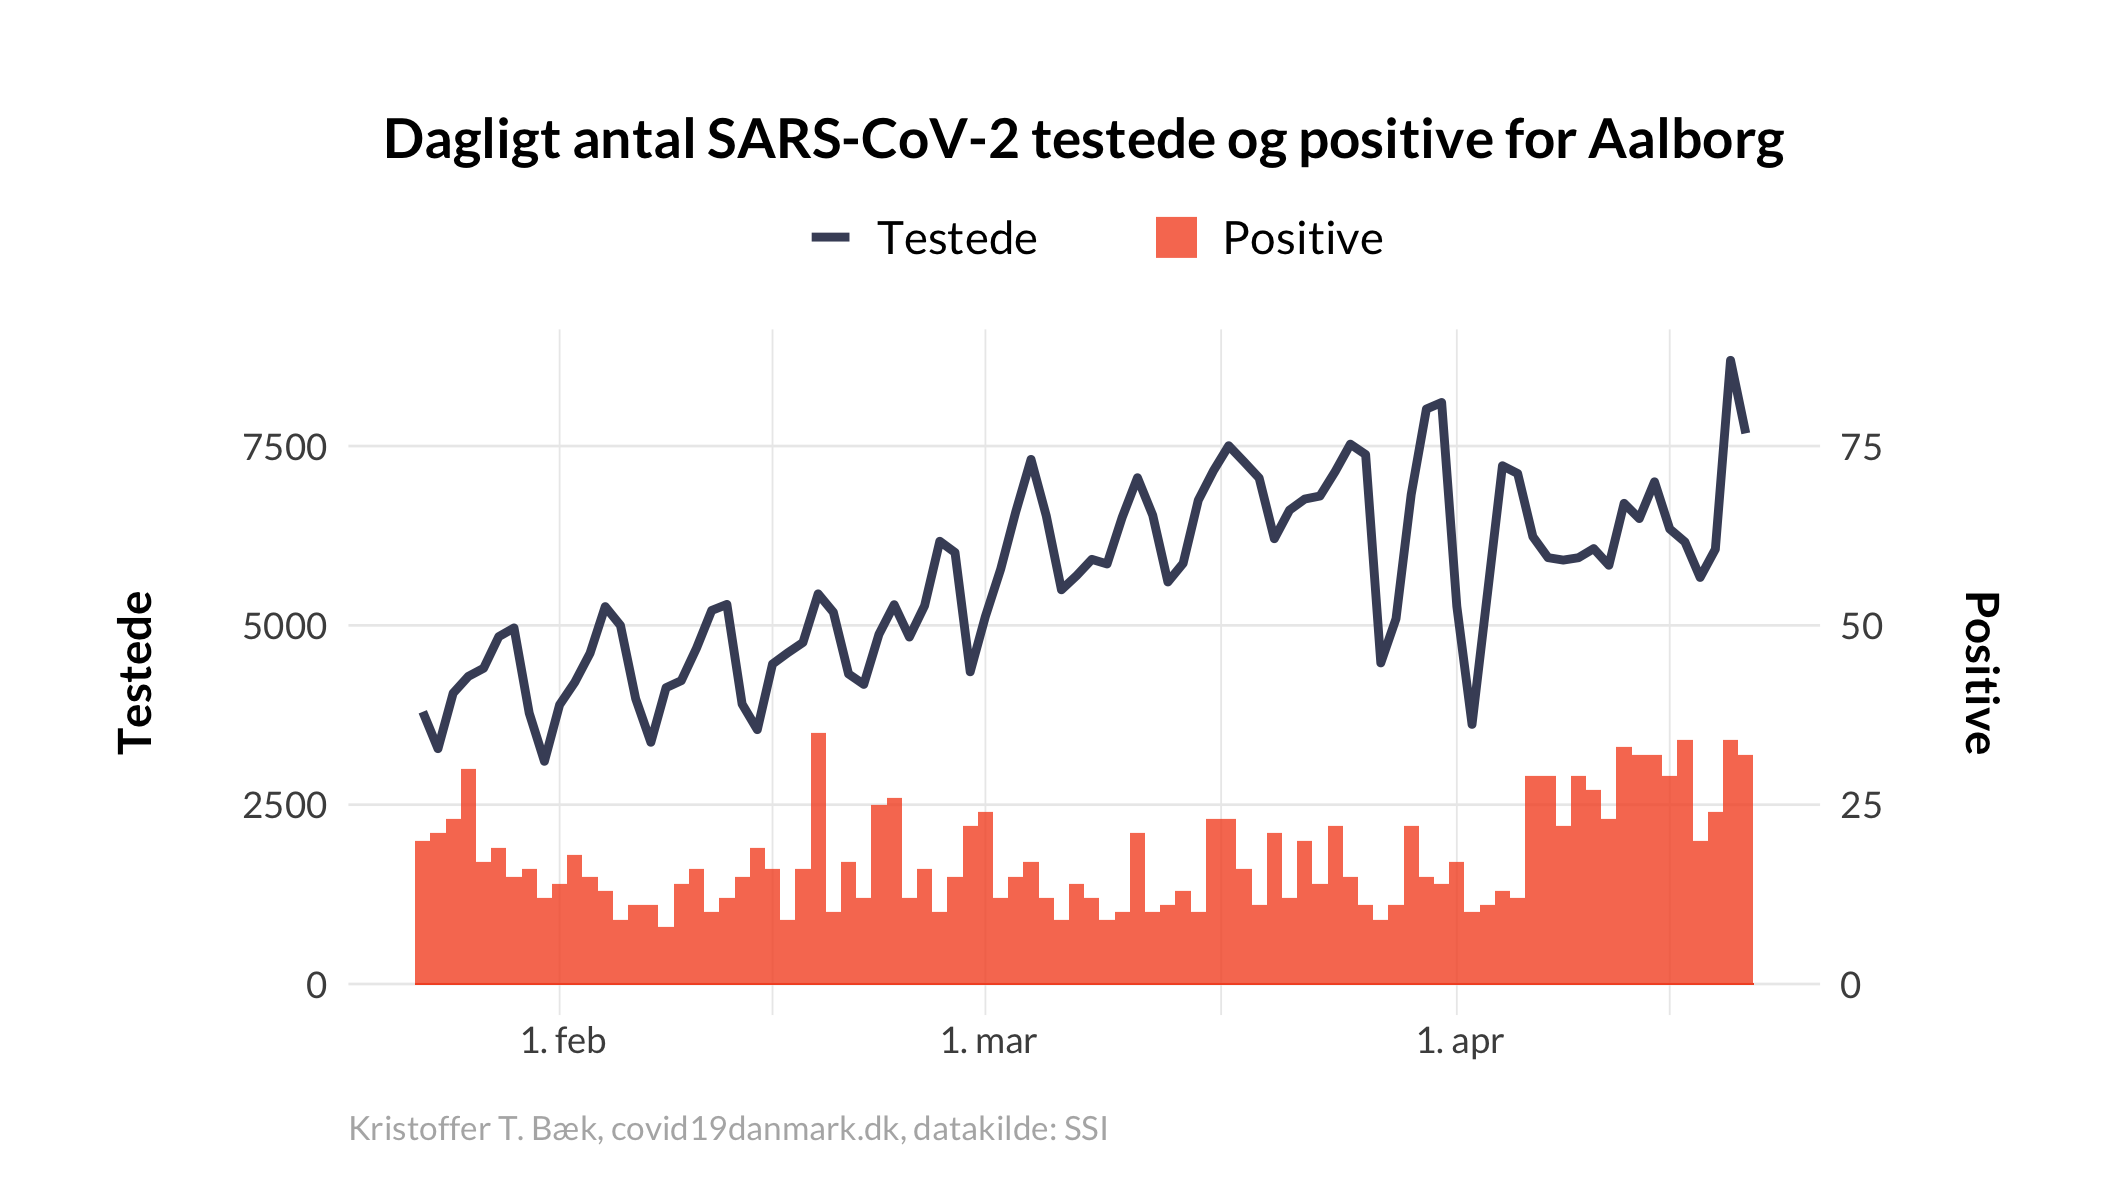 Dagligt antal SARS-CoV-2 testede og positive for Aalborg
Testede Positive
7500 75
5000 50
2500 25
0 0
Testede
Positive
1. feb 1. mar 1. apr
Kristoffer T. Bæk, covid19danmark.dk, datakilde: SSI